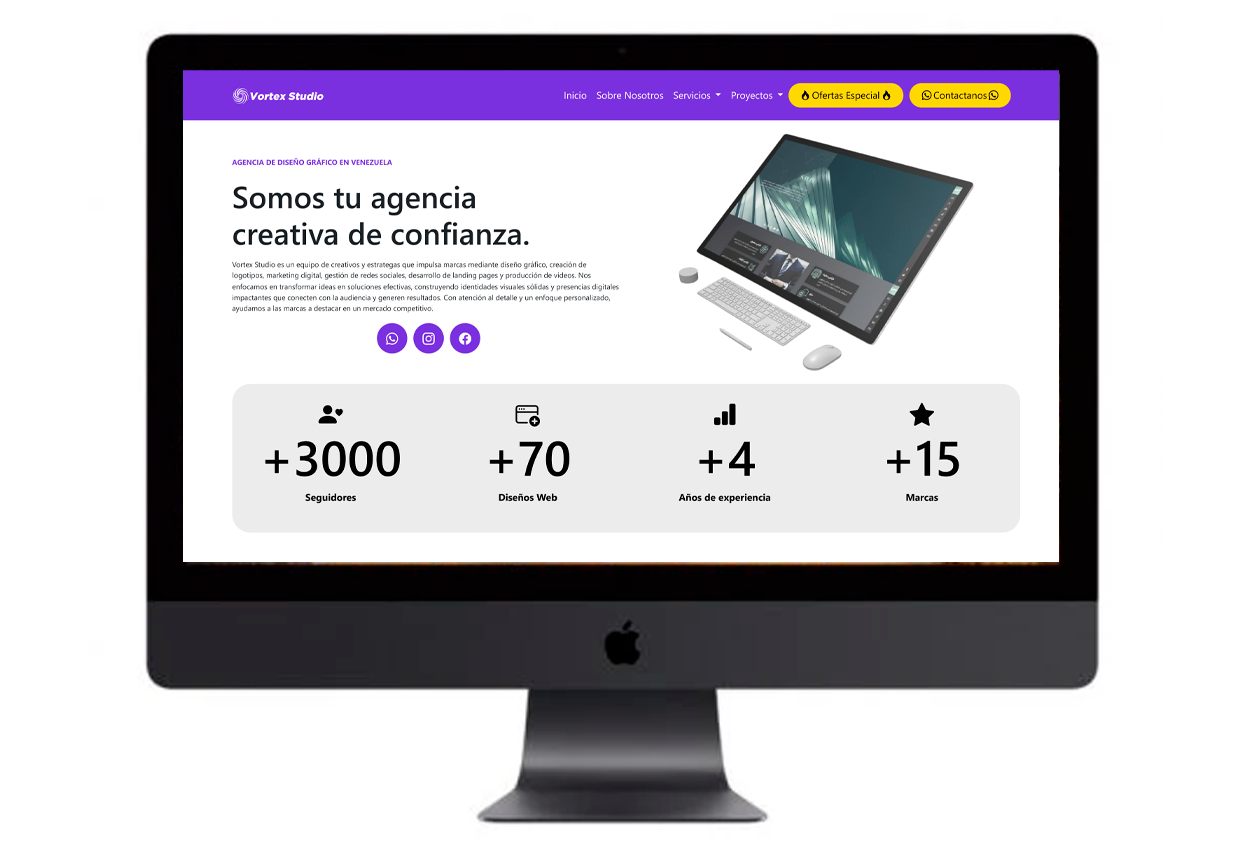 Vortex Studio
Inicio Sobre Nosotros Servicios Proyectos Ofertas Especial Contactanos
AGENCIA DE DISEÑO GRÁFICO EN VENEZUELA
Somos tu agencia
creativa de confianza.
Vortex Studio es un equipo de creativos y estrategas que impulsa marcas mediante diseño gráfico, creación de
logotipos, marketing digital, gestión de redes sociales, desarrollo de landing pages y producción de videos. Nos
enfocamos en transformar ideas en soluciones efectivas, construyendo identidades visuales sólidas y presencias digitales
impactantes que conecten con la audiencia y generen resultados. Con atención al detalle y un enfoque personalizado,
ayudamos a las marcas a destacar en un mercado competitivo.
+3000 +70 +4 +15
Seguidores Diseños Web Años de experiencia Marcas